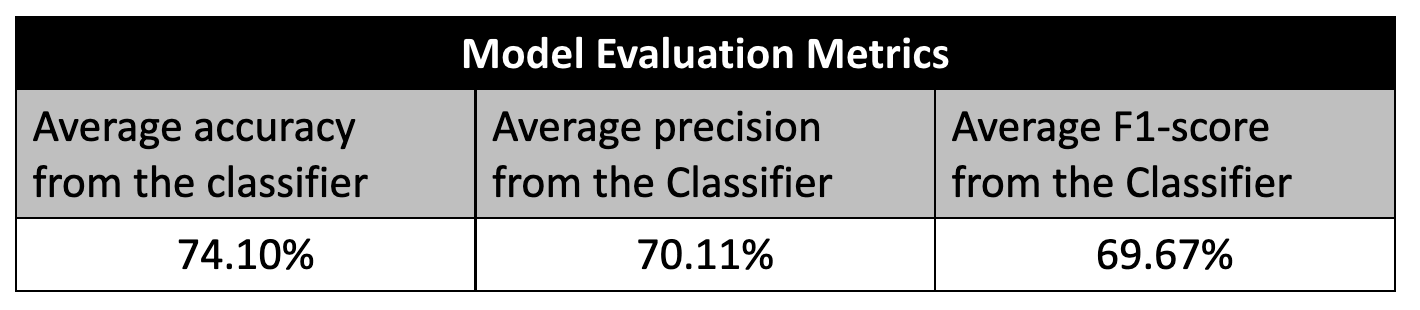 Model Evaluation Metrics
Average accuracy
from the classifier
Average precision
from the Classifier
Average F1-score
from the Classifier
74.10%
70.11%
69.67%